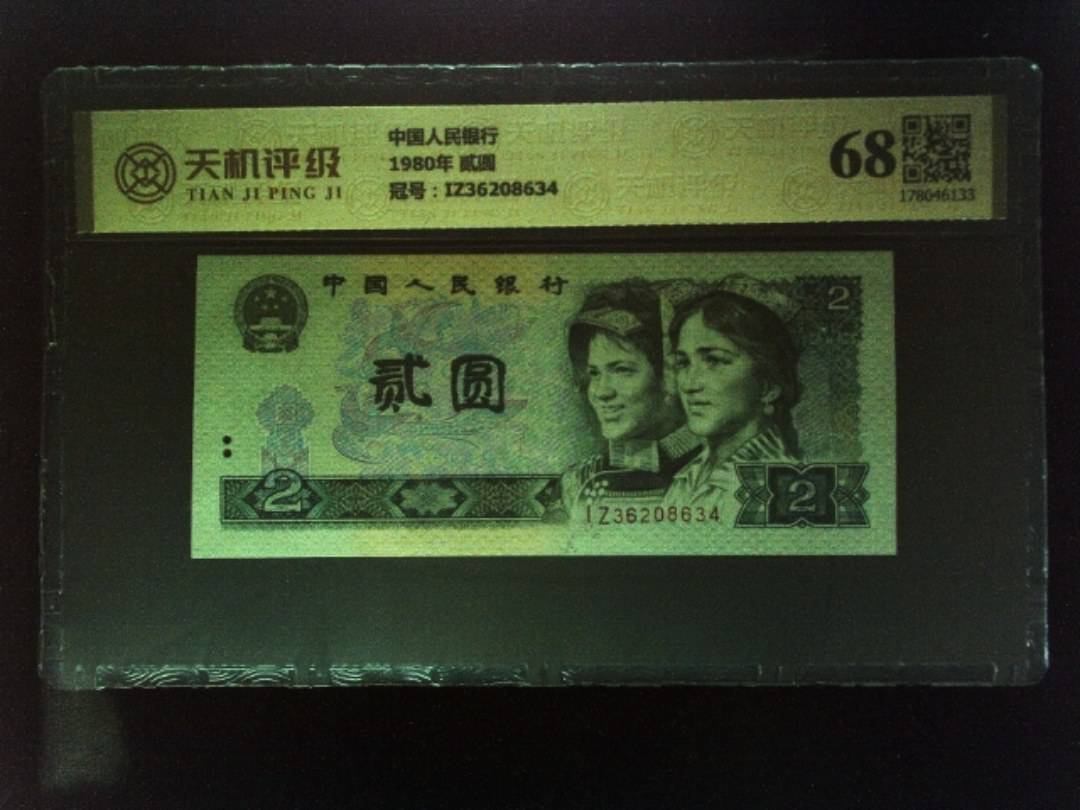 天机评级
TIAN JI PING JI
中国人民银行
1980年 贰圆
冠号：IZ36208634
68
178046133
中国人民银行
2
贰圆
2
IZ36208634
2